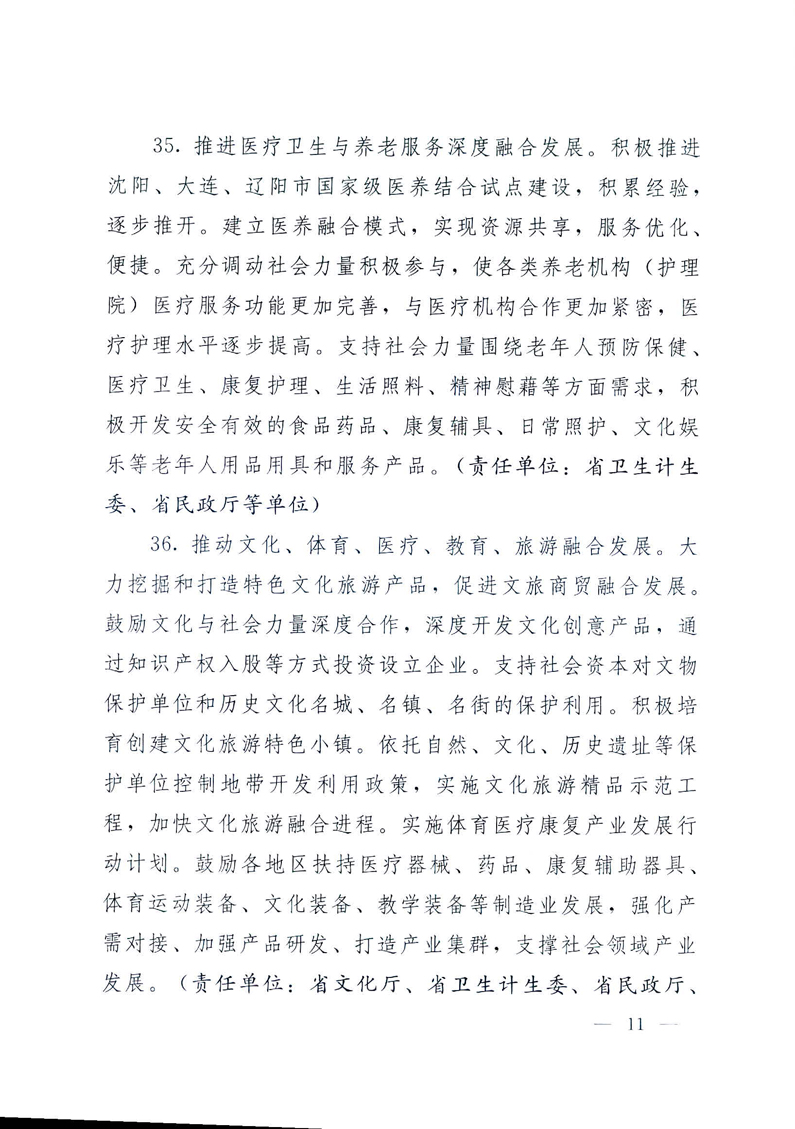 35. 推进医疗卫生与养老服务深度融合发展。积极推进
沈阳、大连、辽阳市国家级医养结合试点建设，积累经验，
逐步推开。建立医养融合模式，实现资源共享，服务优化、
便捷。充分调动社会力量积极参与，使各类养老机构（护理
院）医疗服务功能更加完善，与医疗机构合作更加紧密，医
疗护理水平逐步提高。支持社会力量围绕老年人预防保健、
医疗卫生、康复护理、生活照料、精神慰藉等方面需求，积
极开发安全有效的食品药品、康复辅具、日常照护、文化娱
乐等老年人用品用具和服务产品。（责任单位：省卫生计生
委、省民政厅等单位）
36. 推动文化、体育、医疗、教育、旅游融合发展。大
力挖掘和打造特色文化旅游产品，促进文旅商贸融合发展。
鼓励文化与社会力量深度合作，深度开发文化创意产品，通
过知识产权入股等方式投资设立企业。支持社会资本对文物
保护单位和历史文化名城、名镇、名街的保护利用。积极培
育创建文化旅游特色小镇。依托自然、文化、历史遗址等保
护单位控制地带开发利用政策，实施文化旅游精品示范工
程，加快文化旅游融合进程。实施体育医疗康复产业发展行
动计划。鼓励各地区扶持医疗器械、药品、康复辅助器具、
体育运动装备、文化装备、教学装备等制造业发展，强化产
需对接、加强产品研发、打造产业集群，支撑社会领域产业
发展。（责任单位：省文化厅、省卫生计生委、省民政厅、
— 11 —